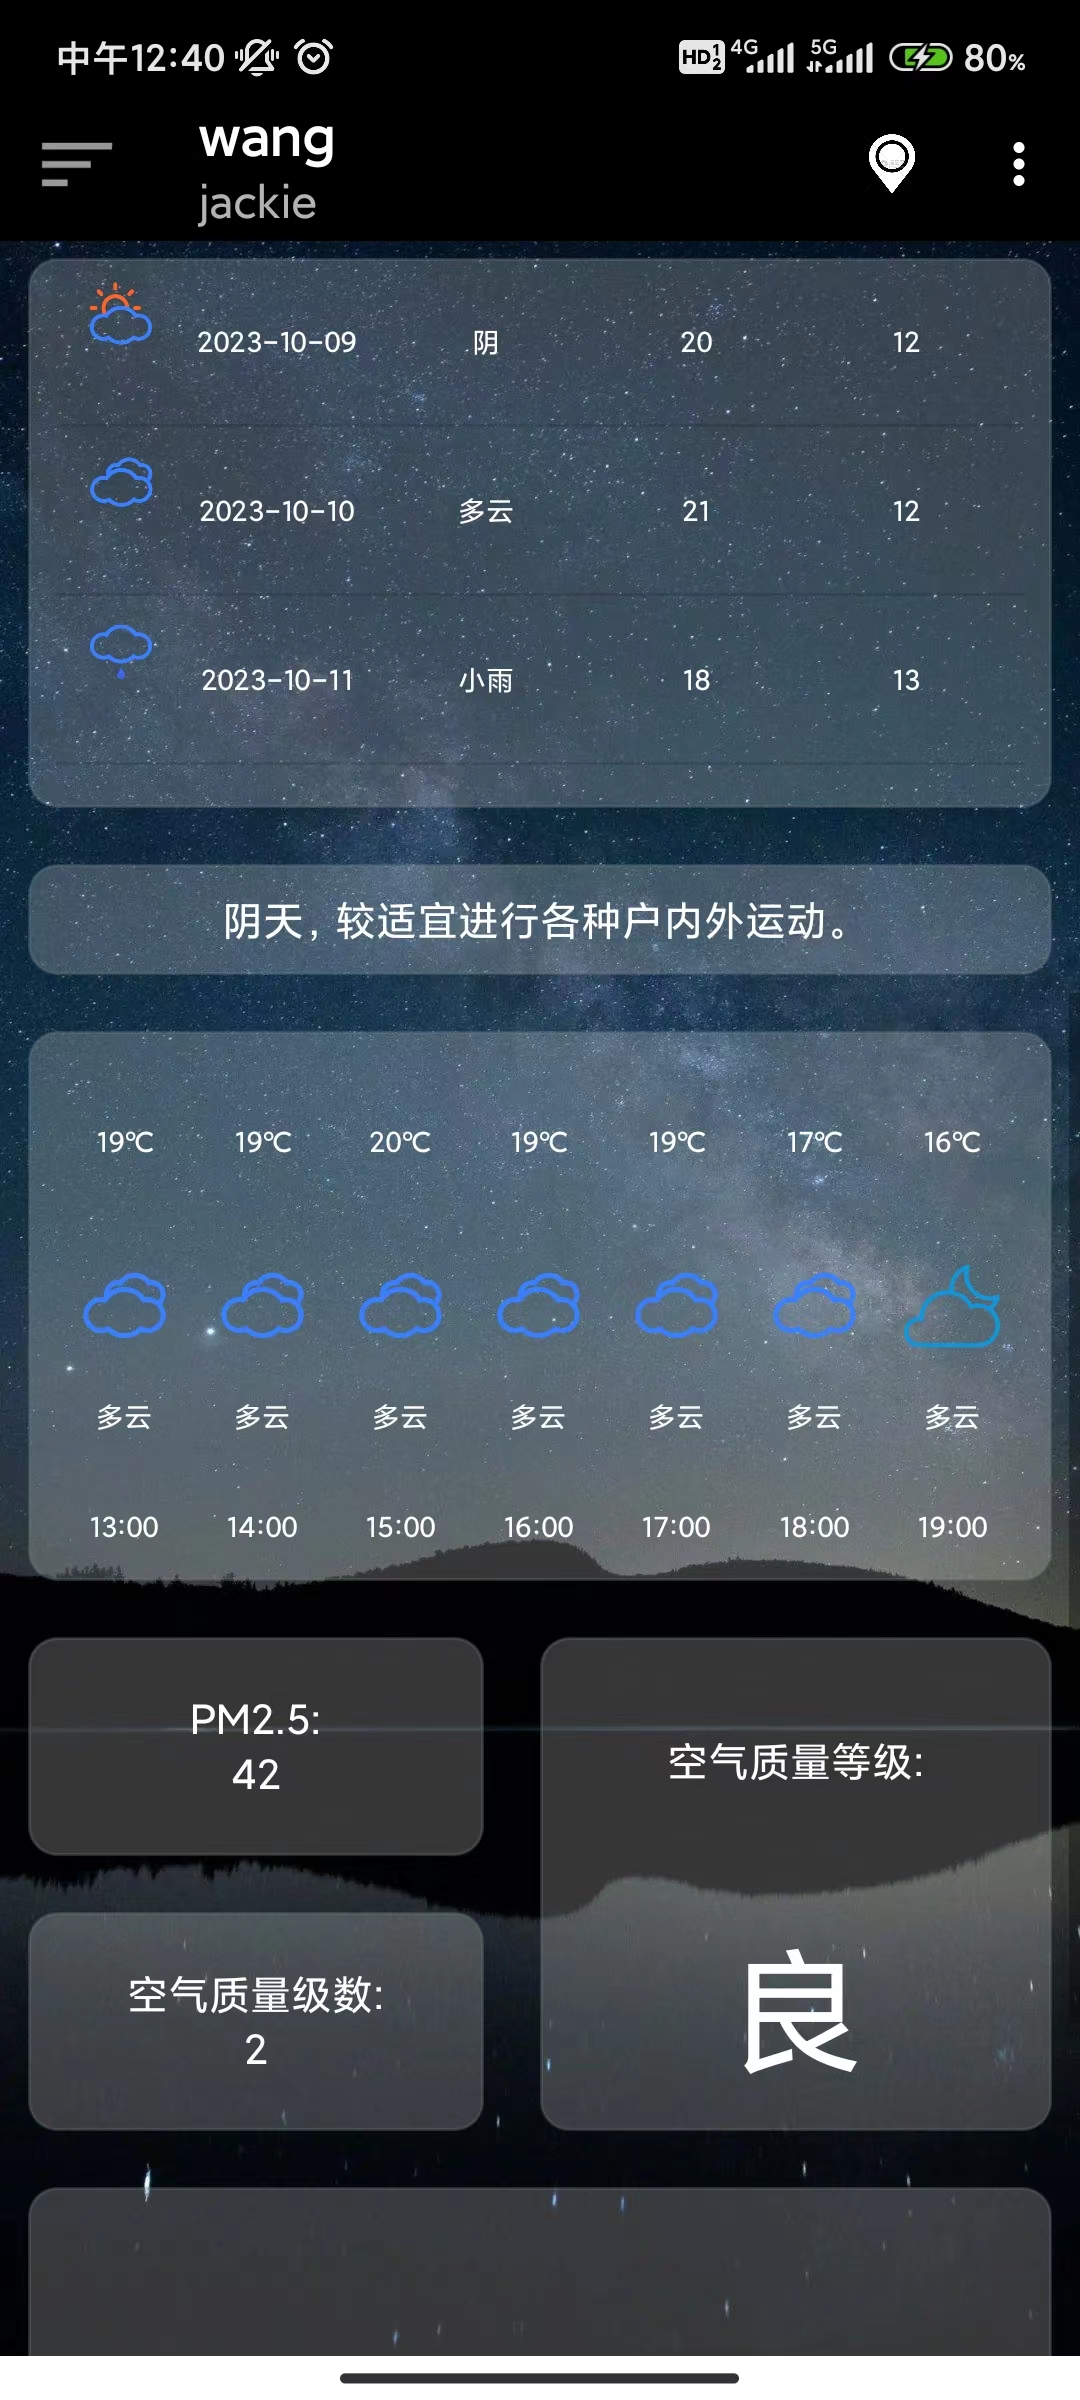 中午12:40 HD 1 2 4G 5G 80%
wang
jackie
2023-10-09 阴 20 12
2023-10-10 多云 21 12
2023-10-11 小雨 18 13
阴天，较适宜进行各种户内外运动。
19℃ 19℃ 20℃ 19℃ 19℃ 17℃ 16℃
多云 多云 多云 多云 多云 多云 多云
13:00 14:00 15:00 16:00 17:00 18:00 19:00
PM2.5:
42
空气质量等级:
良
空气质量级数:
2